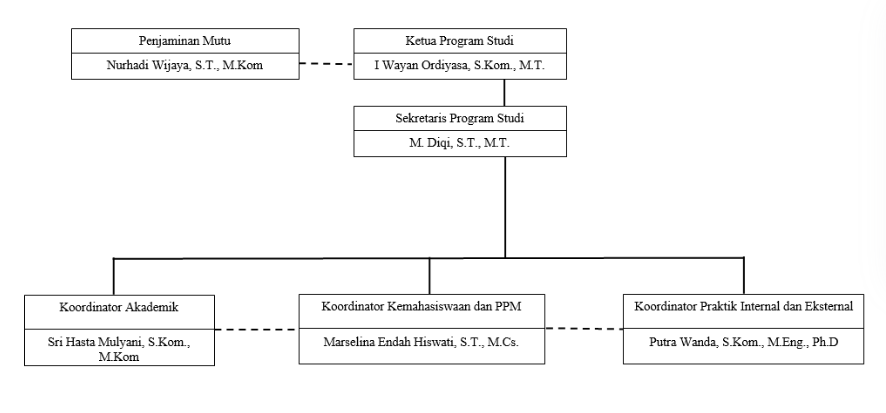 Penjaminan Mutu
Nurhadi Wijaya, S.T., M.Kom
Ketua Program Studi
I Wayan Ordiyasa, S.Kom., M.T.
Sekretaris Program Studi
M. Diqi, S.T., M.T.
Koordinator Akademik
Sri Hasta Mulyani, S.Kom.,
M.Kom
Koordinator Kemahasiswaan dan PPM
Marselina Endah Hiswati, S.T., M.Cs.
Koordinator Praktik Internal dan Eksternal
Putra Wanda, S.Kom., M.Eng., Ph.D